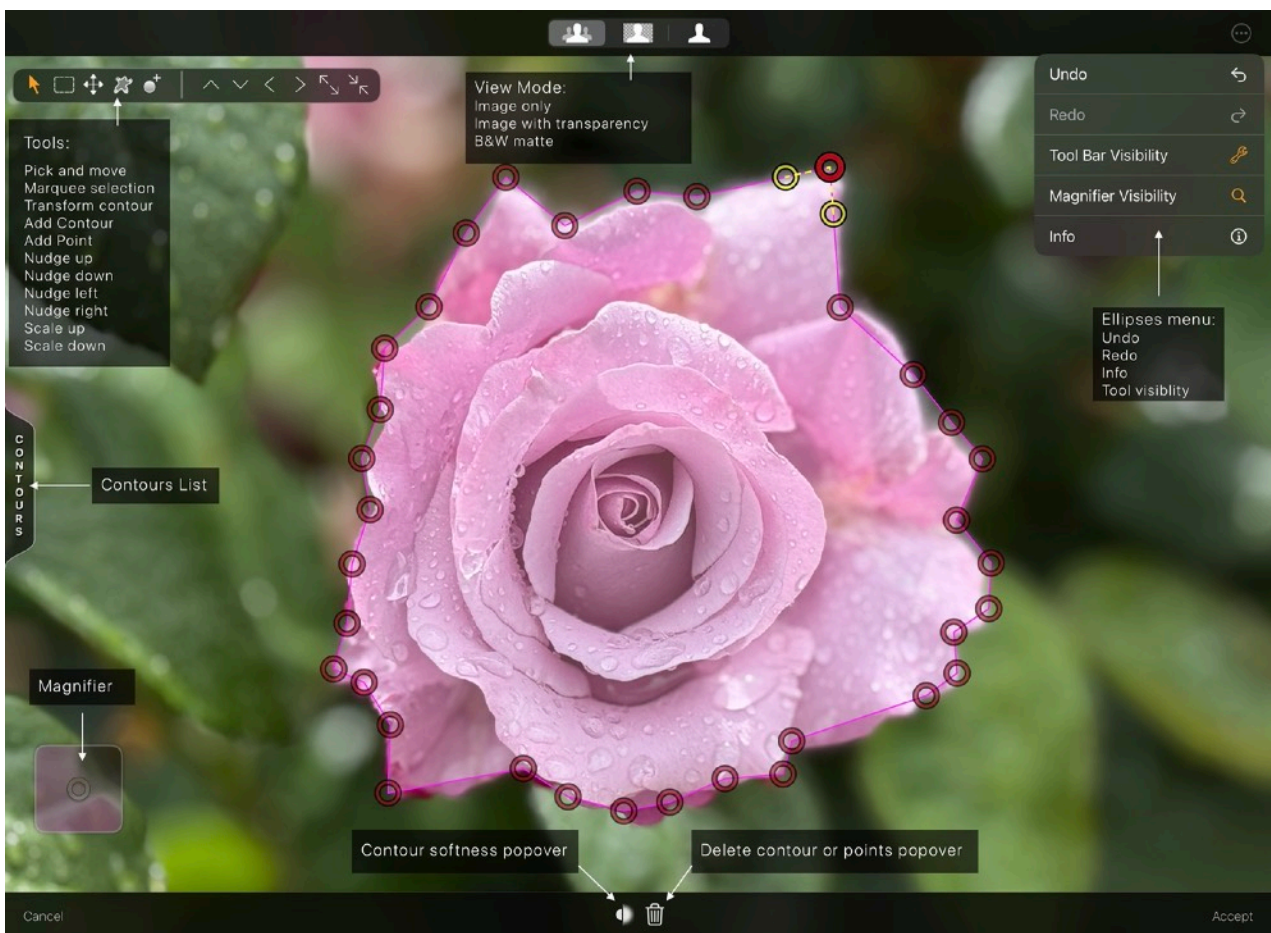 View Mode:
Image only
Image with transparency
B&W matte
Tools:
Pick and move
Marquee selection
Transform contour
Add Contour
Add Point
Nudge up
Nudge down
Nudge left
Nudge right
Scale up
Scale down
Undo
Redo
Tool Bar Visibility
Magnifier Visibility
Info
Ellipses menu:
Undo
Redo
Info
Tool visiblity
CONTOURS
Contours List
Magnifier
Contour softness popover
Delete contour or points popover
Cancel
Accept